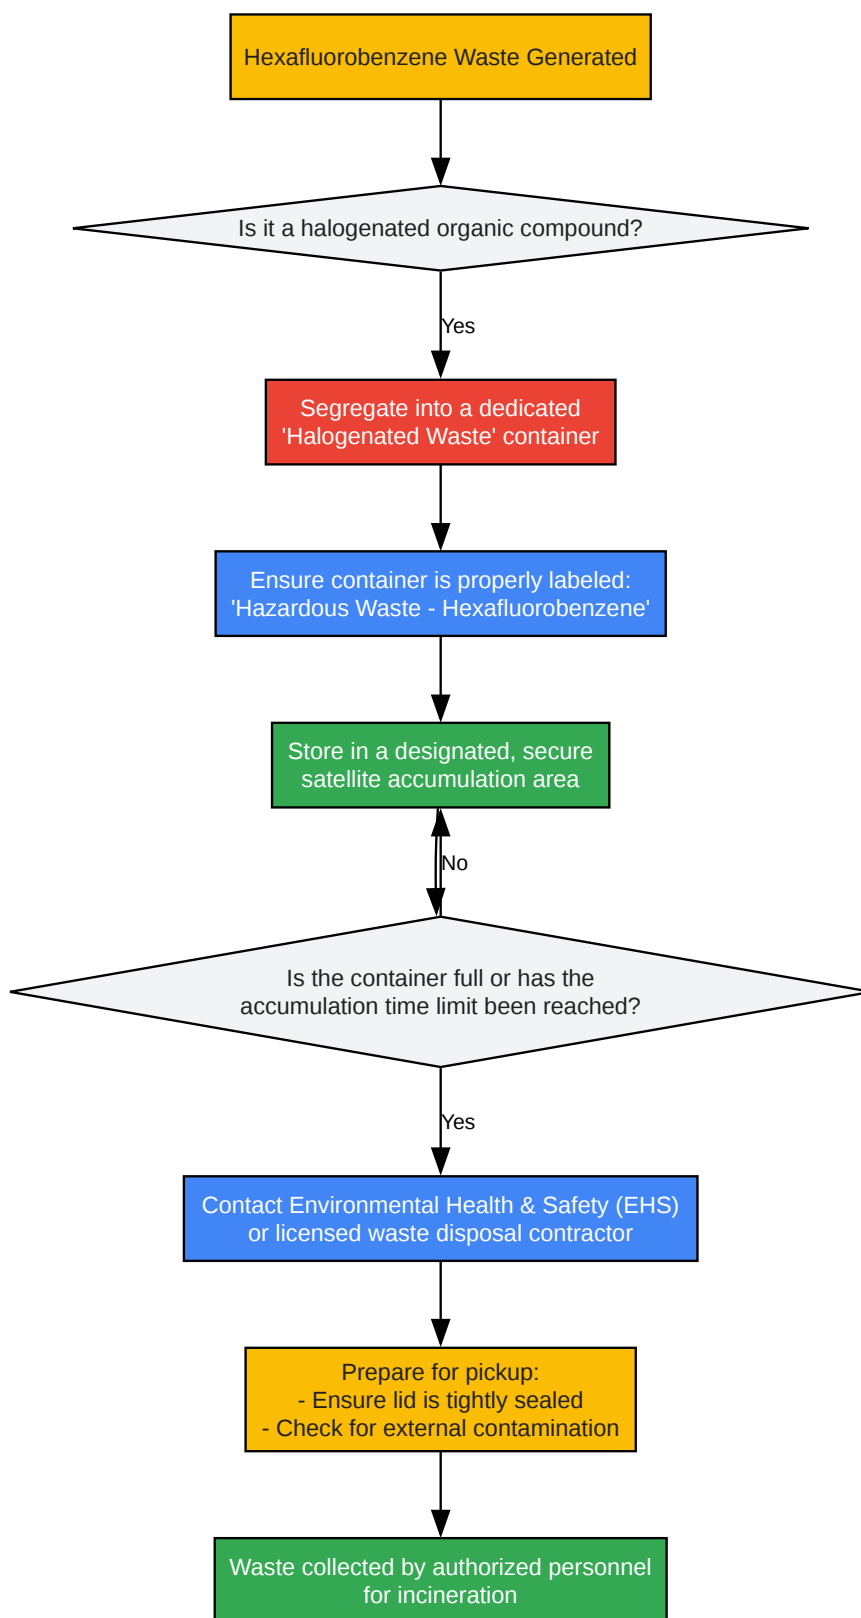 Hexafluorobenzene Waste Generated
Is it a halogenated organic compound?
Yes
Segregate into a dedicated
'Halogenated Waste' container
Ensure container is properly labeled:
'Hazardous Waste - Hexafluorobenzene'
Store in a designated, secure
satellite accumulation area
No
Is the container full or has the
accumulation time limit been reached?
Yes
Contact Environmental Health & Safety (EHS)
or licensed waste disposal contractor
Prepare for pickup:
- Ensure lid is tightly sealed
- Check for external contamination
Waste collected by authorized personnel
for incineration